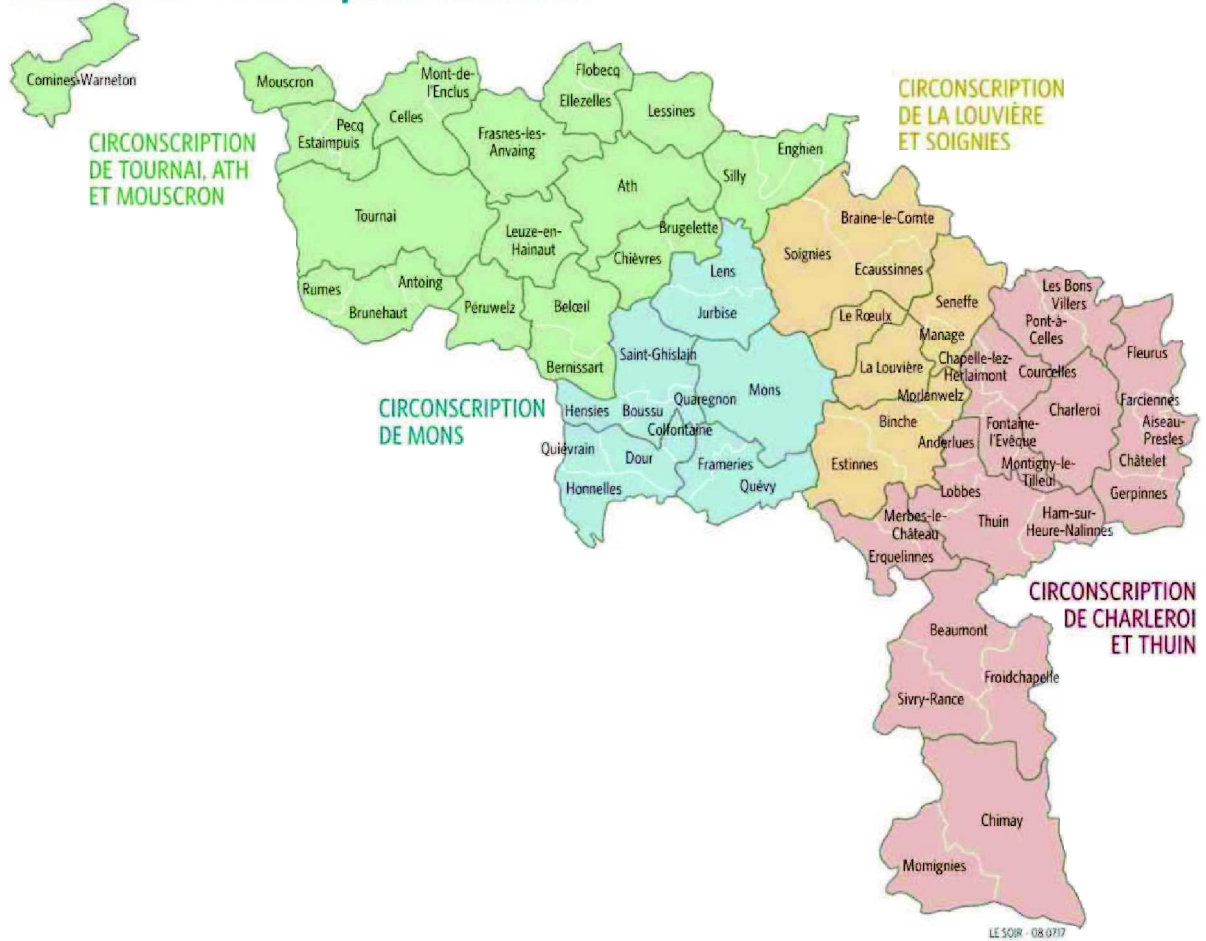 Comines-Warneton
CIRCONSCRIPTION
DE TOURNAI, ATH
ET MOUSCRON
Mouscron
Mont-de-
l'Enclus
Celles
Pecq
Estaimpuis
Frasnes-les-
Anvaing
Flobecq
Ellezelles
Lessines
Enghien
Silly
Ath
Tournai
Leuze-en-
Hainaut
Brugelette
Chièvres
Rumes
Antoing
Brunehaut
Péruwelz
Belœil
Bernissart
CIRCONSCRIPTION
DE LA LOUVIÈRE
ET SOIGNIES
Braine-le-Comte
Soignies
Ecaussinnes
Seneffe
Le Rœulx
Manage
La Louvière
Chapelle-lez-
Herlaimont
Morlanwelz
Binche
Estinnes
CIRCONSCRIPTION
DE MONS
Lens
Jurbise
Saint-Ghislain
Mons
Quaregnon
Hensies
Boussu
Colfontaine
Quiévrain
Dour
Frameries
Honnelles
Quévy
Les Bons
Villers
Pont-à-
Celles
Fleurus
Courcelles
Charleroi
Farciennes
Aiseau-
Presles
Fontaine-
l'Evêque
Anderlues
Montigny-le-
Tilleul
Châtelet
Gerpinnes
Lobbes
Thuin
Ham-sur-
Heure-Nalinnes
Merbes-le-
Château
Erquelinnes
CIRCONSCRIPTION
DE CHARLEROI
ET THUIN
Beaumont
Froidchapelle
Sivry-Rance
Chimay
Momignies
LE SOIR - 08.07.17